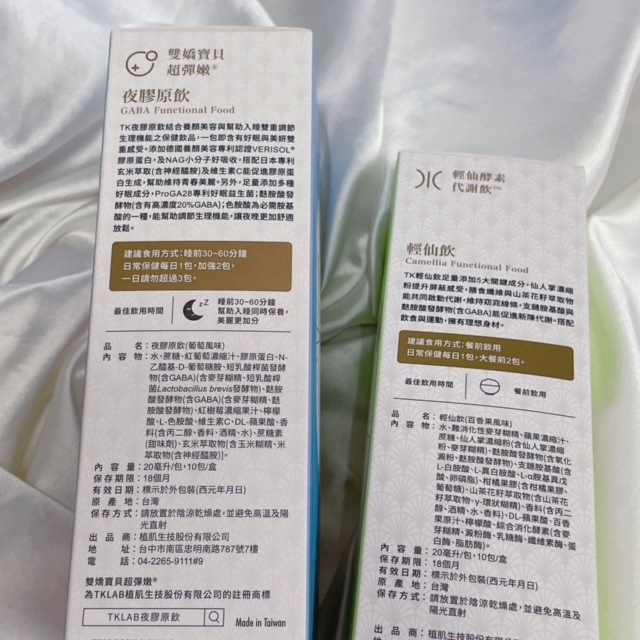 雙嬌寶貝
超彈嫩®
夜膠原飲
GABA Functional Food
TK夜膠原飲結合養顏美容與幫助入睡雙重調節
生理機能之保健飲品，一包即含有好眠與美妍雙
重感受。添加德國養顏美容專利認證VERISOL®
膠原蛋白，及NAG小分子好吸收，搭配日本專利
玄米萃取(含神經醯胺)及維生素C能促進膠原蛋
白生成，幫助維持青春美麗。另外，足量添加多種
好眠成分，ProGA28專利好眠益生菌；麩胺酸發
酵物(含有高濃度20%GABA)；色胺酸為必需胺基
酸的一種，能幫助調節生理機能，讓夜晚更加舒適
放鬆。
建議食用方式：睡前30~60分鐘
日常保健每日1包，加強2包，
一日請勿超過3包。
最佳飲用時間
睡前30~60分鐘
幫助入睡同時保養，
美麗更加分
品名：夜膠原飲(葡萄風味)
內容物：水、蔗糖、紅葡萄濃縮汁、膠原蛋白、N-
乙醯基-D-葡萄糖胺、短乳酸桿菌發酵
物(含GABA)(含麥芽糊精、短乳酸桿
菌Lactobacillus brevis發酵物)、麩胺
酸發酵物(含GABA)(含麥芽糊精、麩
胺酸發酵物)、紅樹莓濃縮果汁、檸檬
酸、L-色胺酸、維生素C、DL-蘋果酸、香
料(含丙二醇、香料、酒精、水)、蔗糖素
(甜味劑)、玄米萃取物[含玉米糊精、米
萃取物(含神經醯胺)]。
內容量：20毫升/包，10包/盒
保存期限：18個月
有效日期：標示於外包裝(西元年月日)
原產地：台灣
保存方式：請放置於陰涼乾燥處，並避免高溫及陽
光直射
出品：植肌生技股份有限公司
地址：台中市南區忠明南路787號7樓
電話：04-2265-9111#9
雙嬌寶貝超彈嫩®
為TKLAB植肌生技股份有限公司的註冊商標
TKLAB夜膠原飲
Made in Taiwan
輕仙酵素
代謝飲™
輕仙飲
Camellia Functional Food
TK輕仙飲足量添加5大關鍵成分，仙人掌濃縮
粉提升屏蔽感受，膳食纖維與山茶花籽萃取物
能共同啟動代謝，維持窈窕線條，支鏈胺基酸與
麩胺酸發酵物(含GABA)能促進新陳代謝。搭配
飲食與運動，擁有理想身材。
建議食用方式：餐前飲用
日常保健每日1包，大餐前2包。
最佳飲用時間
餐前飲用
品名：輕仙飲(百香果風味)
內容物：水、難消化性麥芽糊精、蘋果濃縮汁、
蔗糖、仙人掌濃縮粉(含仙人掌濃縮
粉、麥芽糊精)、麩胺酸發酵物(含氧化
澱粉、麩胺酸發酵物)、支鏈胺基酸(含
L-白胺酸、L-異白胺酸、L-α胺基異戊
酸、卵磷脂)、柑橘果膠(含柑橘果膠、
葡萄糖)、山茶花籽萃取物(含山茶花
籽萃取物、γ-環狀糊精)、香料(含丙二
醇、酒精、水、香料)、DL-蘋果酸、百香
果原汁、檸檬酸、綜合消化酵素(含麥
芽糊精、澱粉酶、乳糖酶、纖維素酶、蛋
白酶、脂肪酶)。
內容量：20毫升/包，10包/盒
保存期限：18個月
有效日期：標示於外包裝(西元年月日)
原產地：台灣
保存方式：請放置於陰涼乾燥處，並避免高溫及
陽光直射
出品：植肌生技股份有限公司